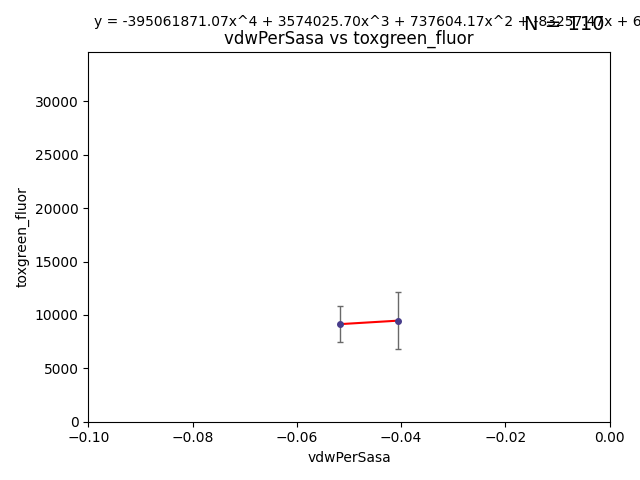 y = -395061871.07x^4 + 3574025.70x^3 + 737604.17x^2 +
N = 110
vdwPerSasa vs toxgreen_fluor
30000
25000
20000
15000
10000
5000
0
toxgreen_fluor
−0.10 −0.08 −0.06 −0.04 −0.02 0.00
vdwPerSasa